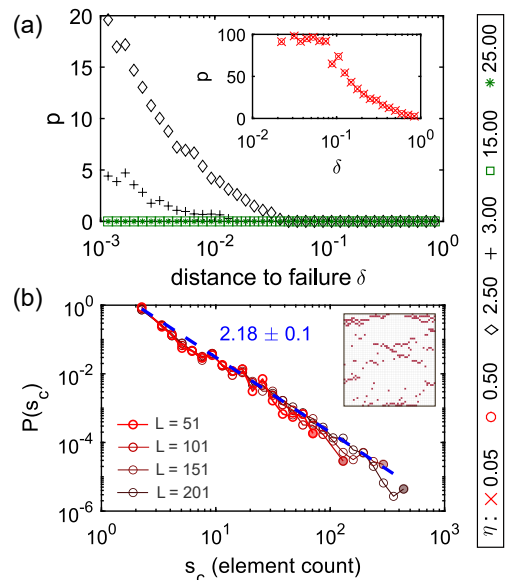 (a)
p
20
15
10
5
0
10^-3
10^-2
10^-1
10^0
distance to failure δ
p
100
50
0
10^-2
10^-1
10^0
δ
(b)
P(s_c)
10^0
10^-2
10^-4
10^-6
2.18 ± 0.1
L = 51
L = 101
L = 151
L = 201
10^0
10^1
10^2
10^3
s_c (element count)
η : × 0.05 ○ 0.50 ◇ 2.50 + 3.00 □ 15.00 ✱ 25.00